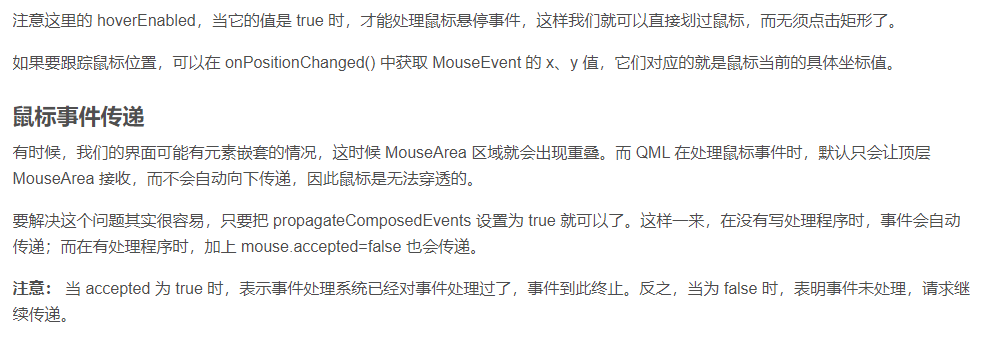 注意这里的 hoverEnabled，当它的值是 true 时，才能处理鼠标悬停事件，这样我们就可以直接划过鼠标，而无须点击矩形了。
如果要跟踪鼠标位置，可以在 onPositionChanged() 中获取 MouseEvent 的 x、y 值，它们对应的就是鼠标当前的具体坐标值。
鼠标事件传递
有时候，我们的界面可能有元素嵌套的情况，这时候 MouseArea 区域就会出现重叠。而 QML 在处理鼠标事件时，默认只会让顶层
MouseArea 接收，而不会自动向下传递，因此鼠标是无法穿透的。
要解决这个问题其实很容易，只要把 propagateComposedEvents 设置为 true 就可以了。这样一来，在没有写处理程序时，事件会自动
传递；而在有处理程序时，加上 mouse.accepted=false 也会传递。
注意： 当 accepted 为 true 时，表示事件处理系统已经对事件处理过了，事件到此终止。反之，当为 false 时，表明事件未处理，请求继
续传递。